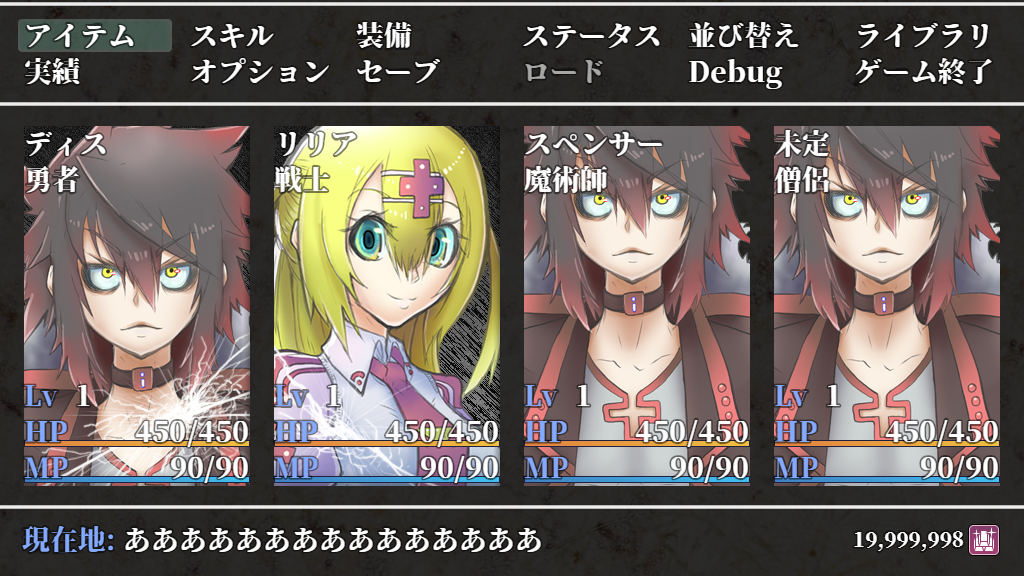 アイテム スキル 装備 ステータス 並び替え ライブラリ
実績 オプション セーブ ロード Debug ゲーム終了
ディス リリア スペンサー 未定
勇者 戦士 魔術師 僧侶
Lv 1 Lv 1 Lv 1 Lv 1
HP 450/450 HP 450/450 HP 450/450 HP 450/450
MP 90/90 MP 90/90 MP 90/90 MP 90/90
現在地: あああああああああああああああ 19,999,998